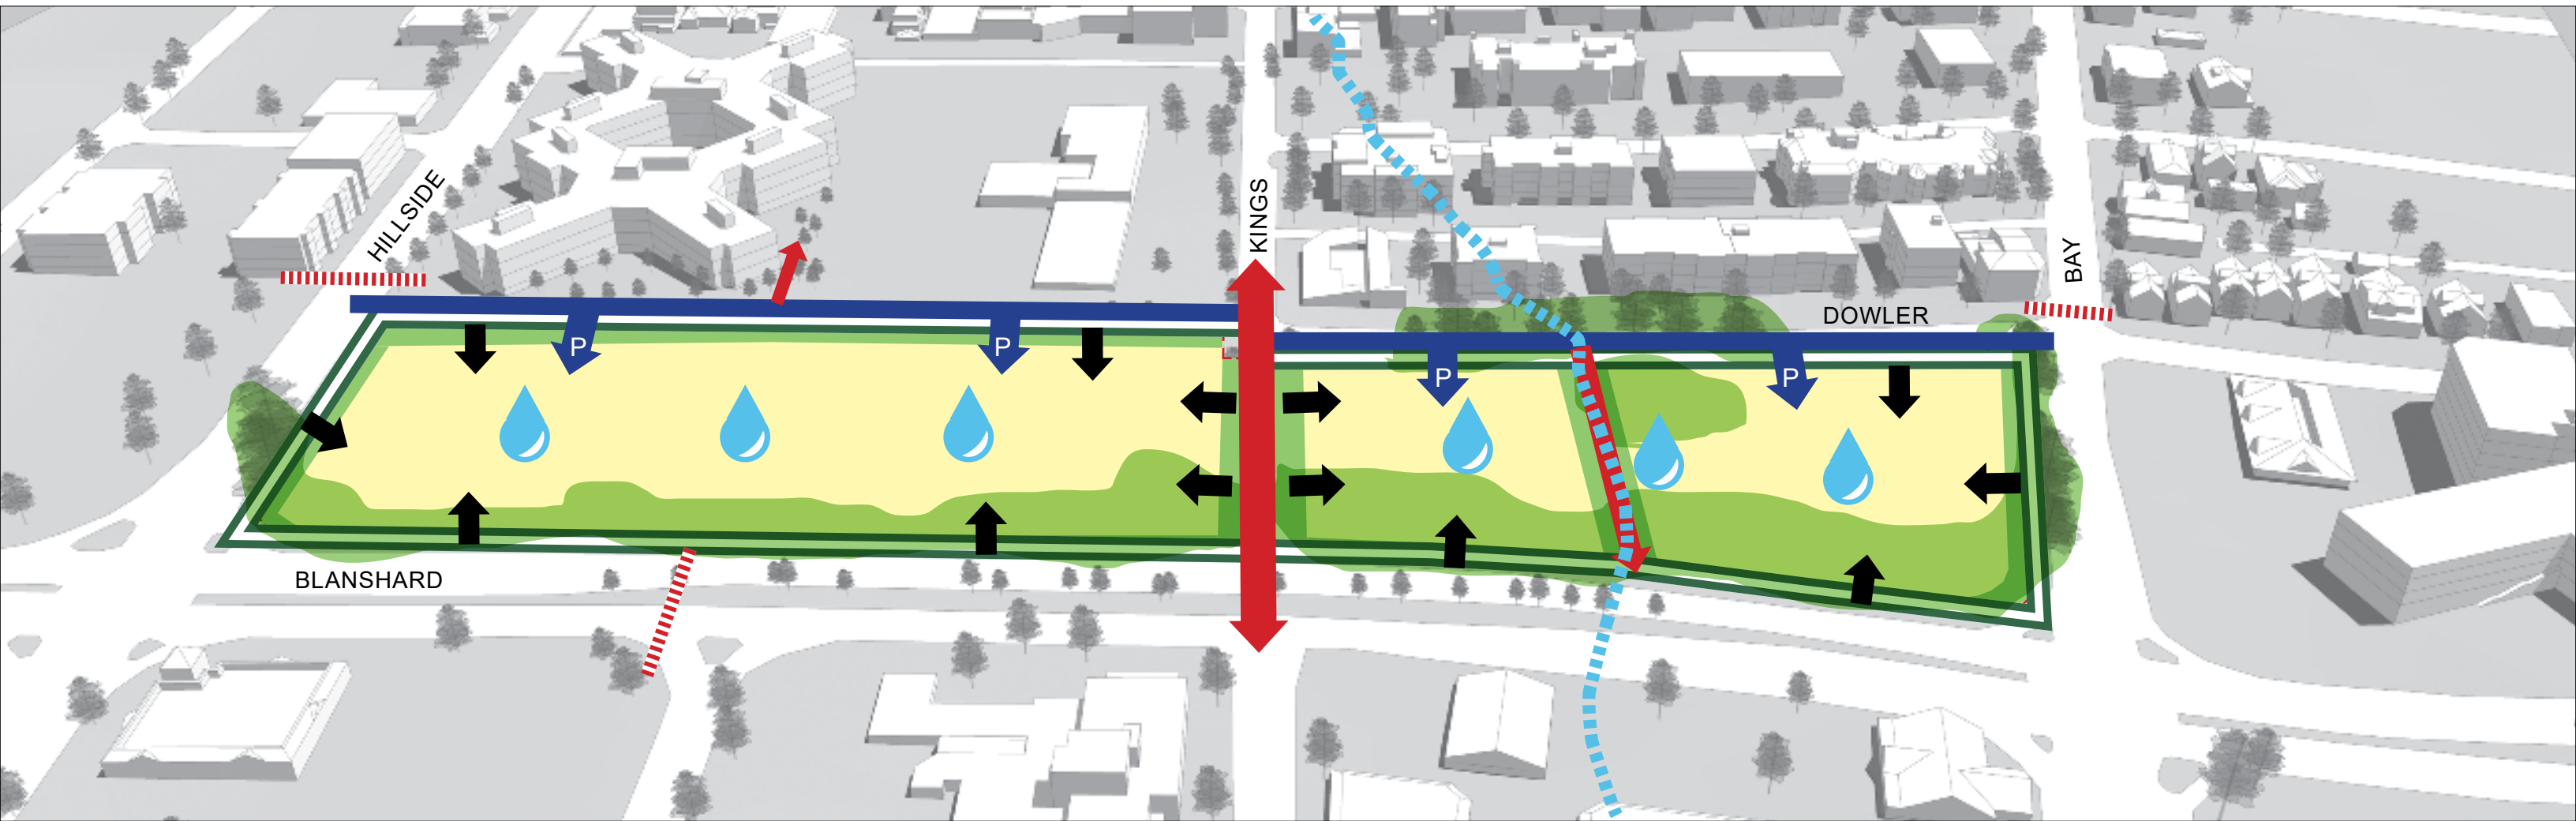 HILLSIDE
KINGS
BAY
DOWLER
P
P
P
P
BLANSHARD